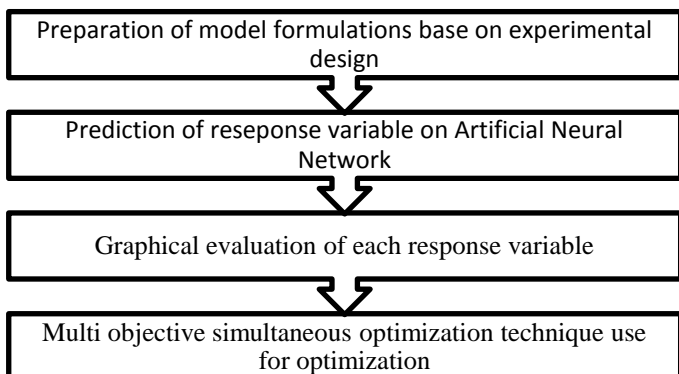 Preparation of model formulations base on experimental
design
Prediction of reseponse variable on Artificial Neural
Network
Graphical evaluation of each response variable
Multi objective simultaneous optimization technique use
for optimization